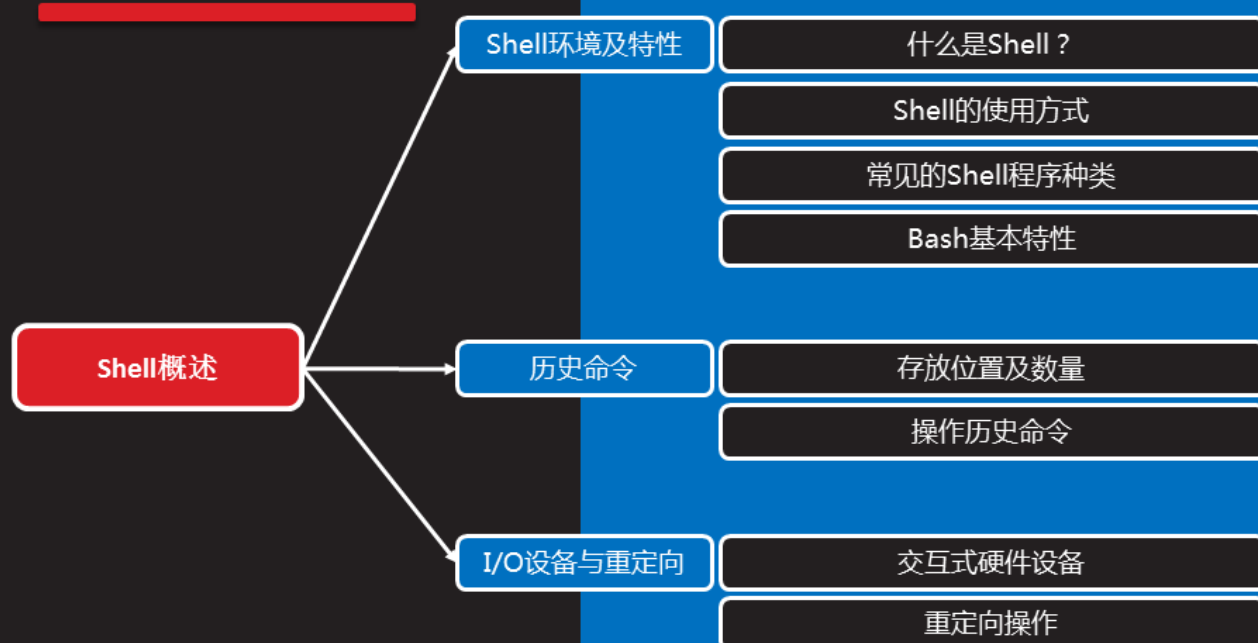 Shell概述
Shell环境及特性
什么是Shell？
Shell的使用方式
常见的Shell程序种类
Bash基本特性
历史命令
存放位置及数量
操作历史命令
I/O设备与重定向
交互式硬件设备
重定向操作